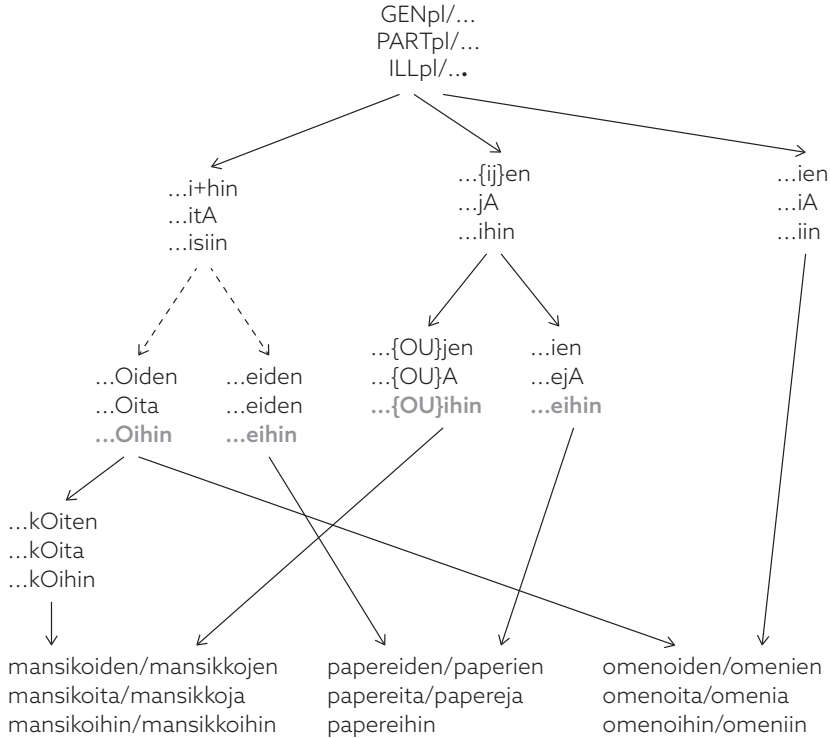 GENpl/...
PARTpl/...
ILLpl/...
...i+hin
...itA
...isiin
...{ij}en
...jA
...ihin
...ien
...iA
...iin
...Oiden
...Oita
...Oihin
...eiden
...eiden
...eihin
...{OU}jen
...{OU}A
...{OU}ihin
...ien
...ejA
...eihin
...kOiten
...kOita
...kOihin
mansikoiden/mansikkojen
mansikoita/mansikkoja
mansikoihin/mansikkoihin
papereiden/paperien
papereita/papereja
papereihin
omenoiden/omenien
omenoita/omenia
omenoihin/omeniin